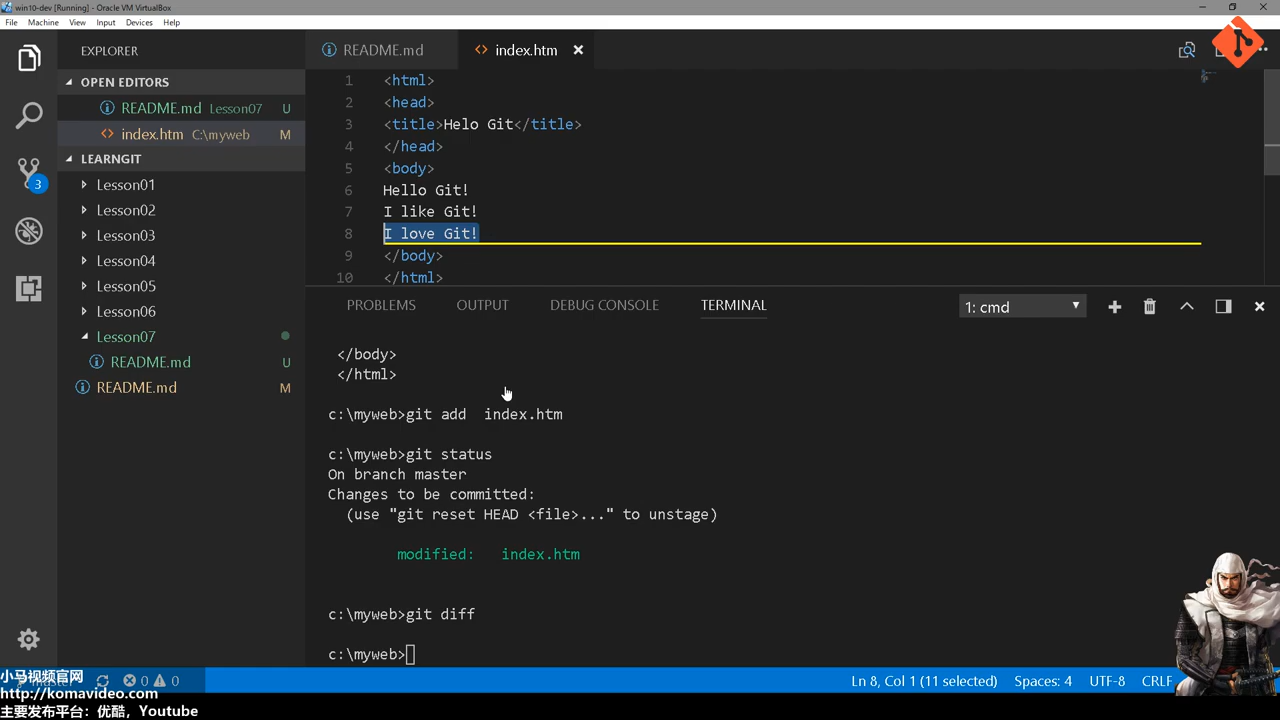 win10-dev [Running] - Oracle VM VirtualBox
File Machine View Input Devices Help
EXPLORER
OPEN EDITORS
README.md Lesson07 U
index.htm C:\myweb M
LEARNGIT
Lesson01
Lesson02
Lesson03
Lesson04
Lesson05
Lesson06
Lesson07
README.md U
README.md M
3
README.md index.htm
1 <html>
2 <head>
3 <title>Helo Git</title>
4 </head>
5 <body>
6 Hello Git!
7 I like Git!
8 I love Git!
9 </body>
10 </html>
PROBLEMS OUTPUT DEBUG CONSOLE TERMINAL 1: cmd
</body>
</html>
c:\myweb>git add  index.htm
c:\myweb>git status
On branch master
Changes to be committed:
(use "git reset HEAD <file>..." to unstage)
modified: index.htm
c:\myweb>git diff
c:\myweb>
0 0 Ln 8, Col 1 (11 selected) Spaces: 4 UTF-8 CRLF
小马视频官网
http://komavideo.com
主要发布平台：优酷，Youtube